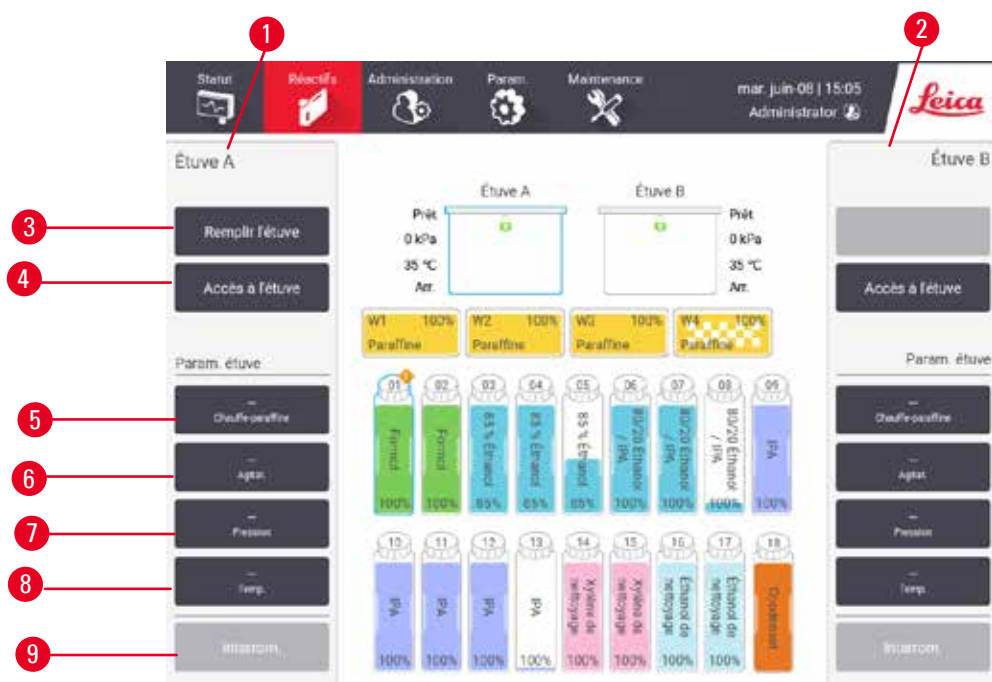 1
2
Statut
Réactifs
Administration
Param.
Maintenance
mar. juin-08 | 15:05
Administrator
Leica
Étuve A
Étuve B
Étuve A
Étuve B
3
Remplir l'étuve
Prêt
0 kPa
35 °C
Arr.
Prêt
0 kPa
35 °C
Arr.
4
Accès à l'étuve
Accès à l'étuve
W1 100%
Paraffine
W2 100%
Paraffine
W3 100%
Paraffine
W4 100%
Paraffine
Param. étuve
Param. étuve
01
02
03
04
05
06
07
08
09
5
--
Chauffe-paraffine
--
Chauffe-paraffine
Formol
100%
Formol
100%
85 % Éthanol
85%
85 % Éthanol
85%
85 % Éthanol
85%
80/20 Éthanol
/ IPA
100%
80/20 Éthanol
/ IPA
100%
80/20 Éthanol
/ IPA
100%
IPA
100%
6
--
Agitat.
--
Agitat.
7
--
Pression
--
Pression
10
11
12
13
14
15
16
17
18
8
--
Temp.
--
Temp.
IPA
100%
IPA
100%
IPA
100%
IPA
100%
Xylène de
nettoyage
100%
Xylène de
nettoyage
100%
Éthanol de
nettoyage
100%
Éthanol de
nettoyage
100%
Condensat
9
Interrom.
Interrom.